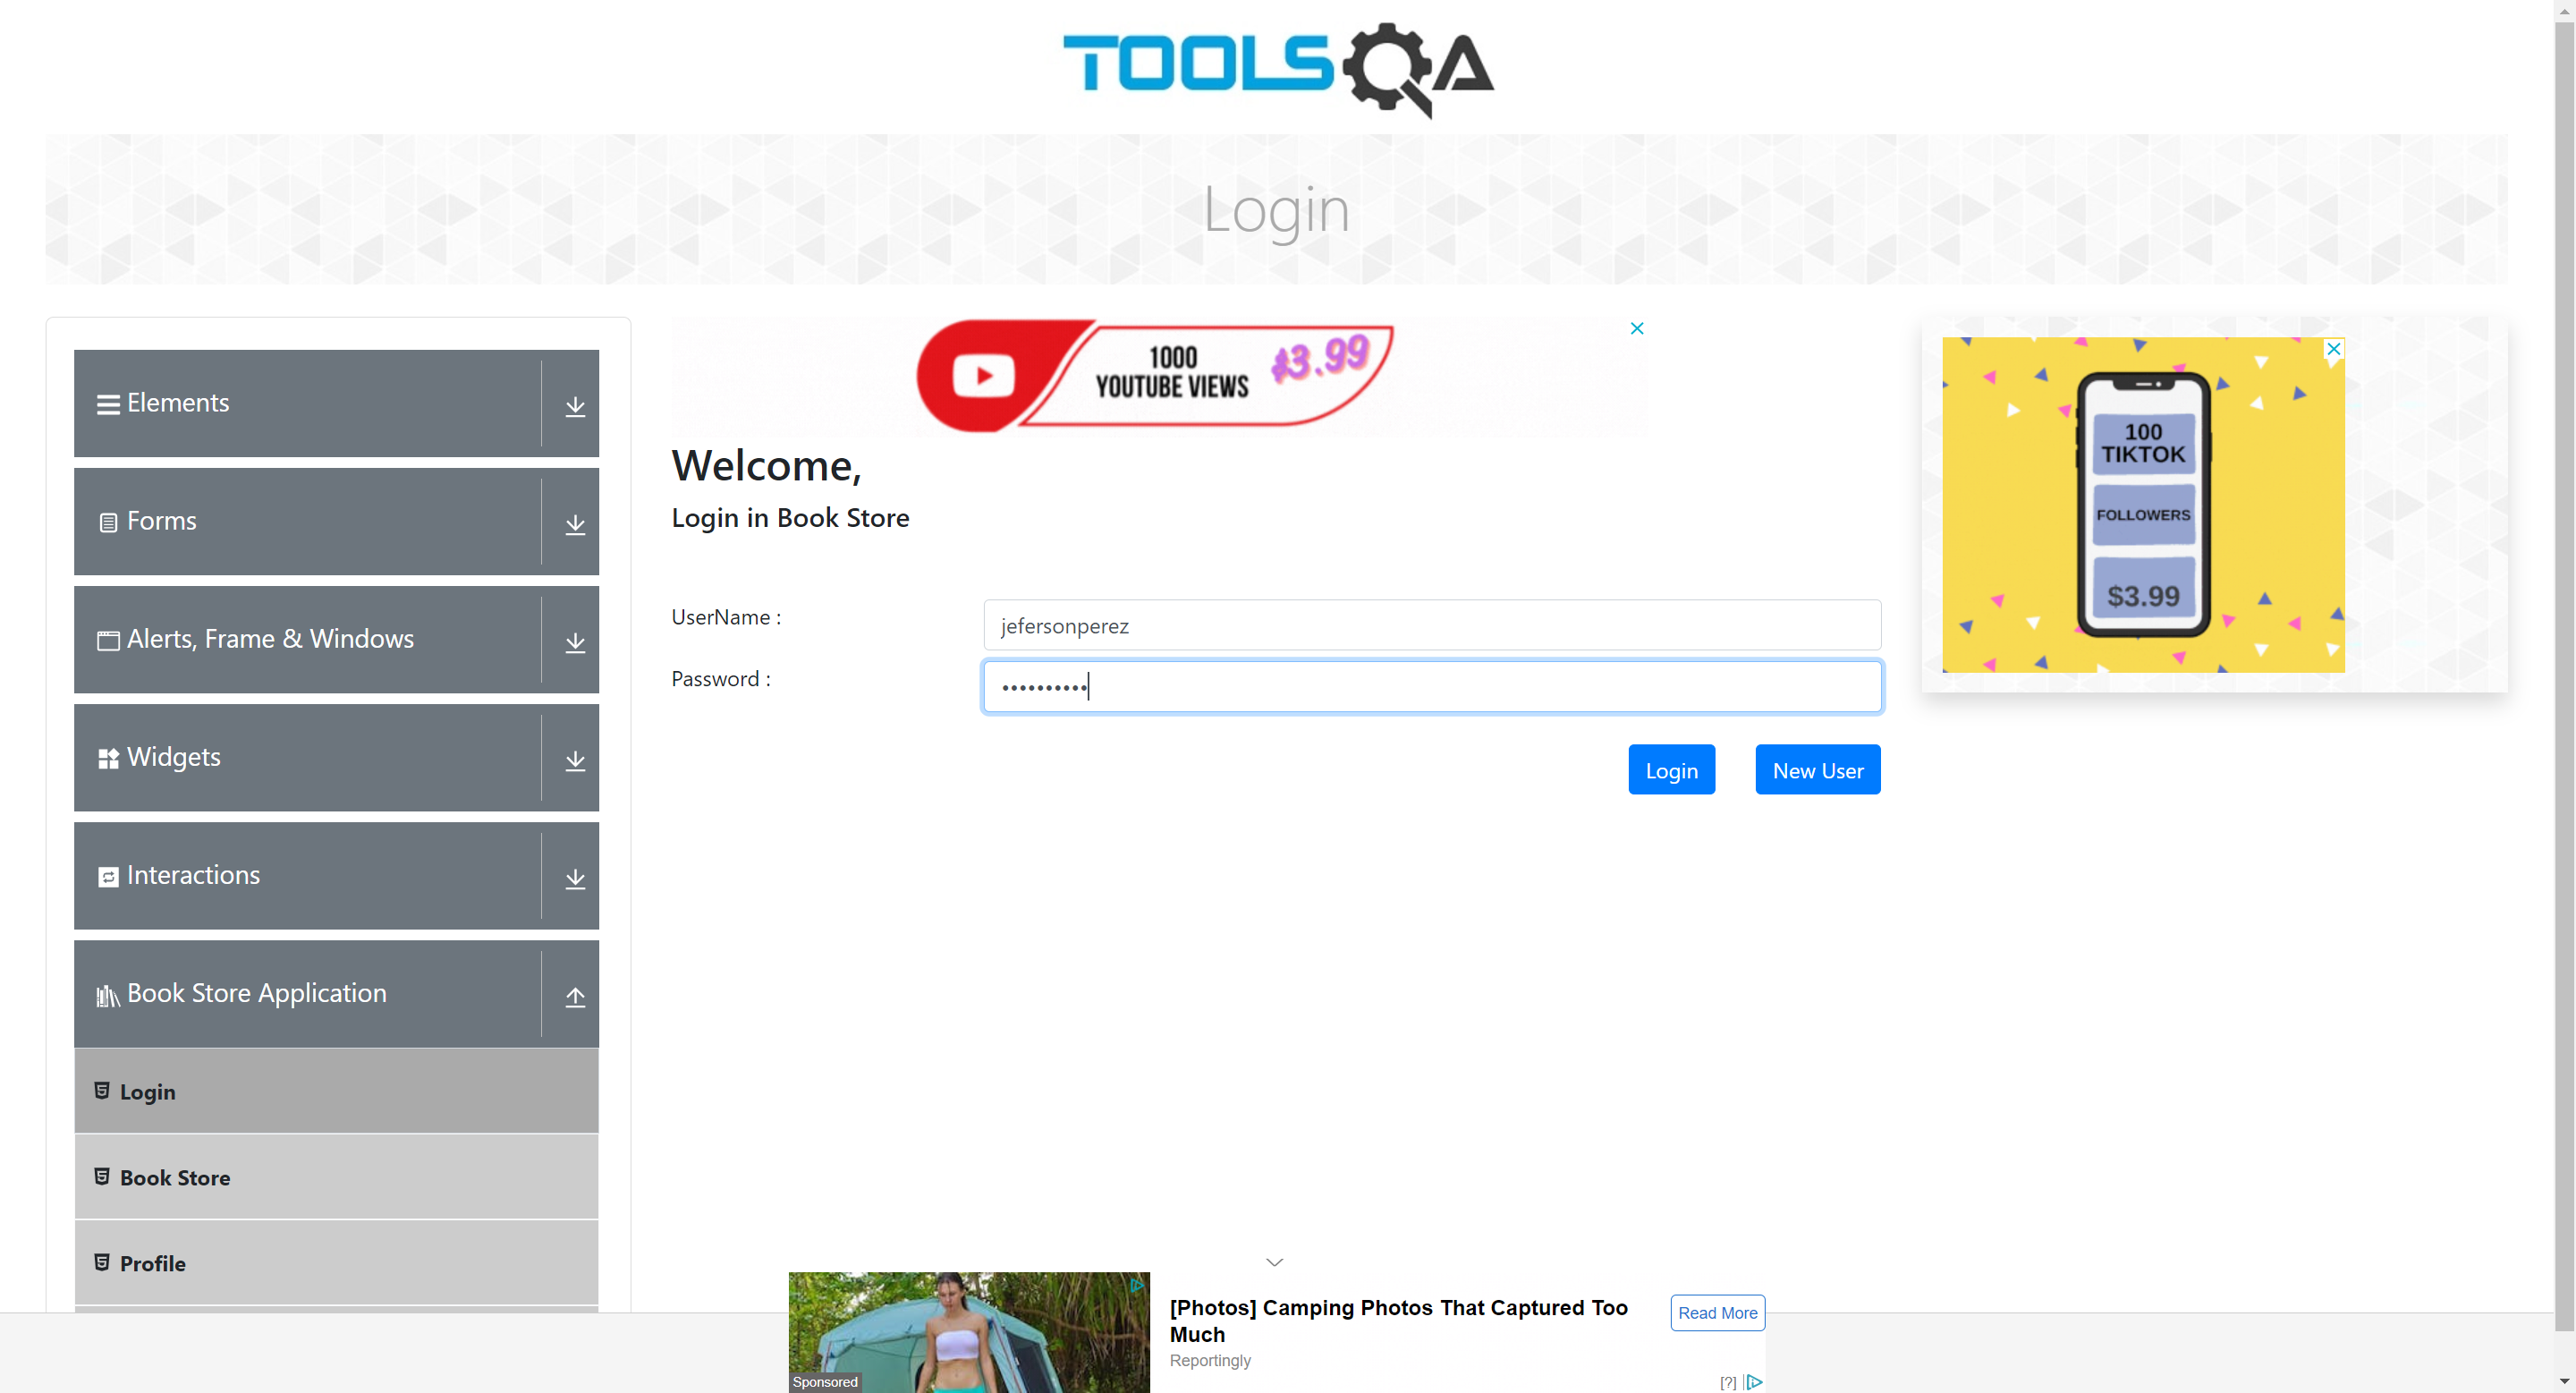 TOOLSQA
Login
Elements
Forms
Alerts, Frame & Windows
Widgets
Interactions
Book Store Application
Login
Book Store
Profile
1000
YOUTUBE VIEWS
$3.99
Welcome,
Login in Book Store
UserName :
jefersonperez
Password :
••••••••••
Login
New User
100
TIKTOK
FOLLOWERS
$3.99
Sponsored
[Photos] Camping Photos That Captured Too
Much
Reportingly
Read More
[?]